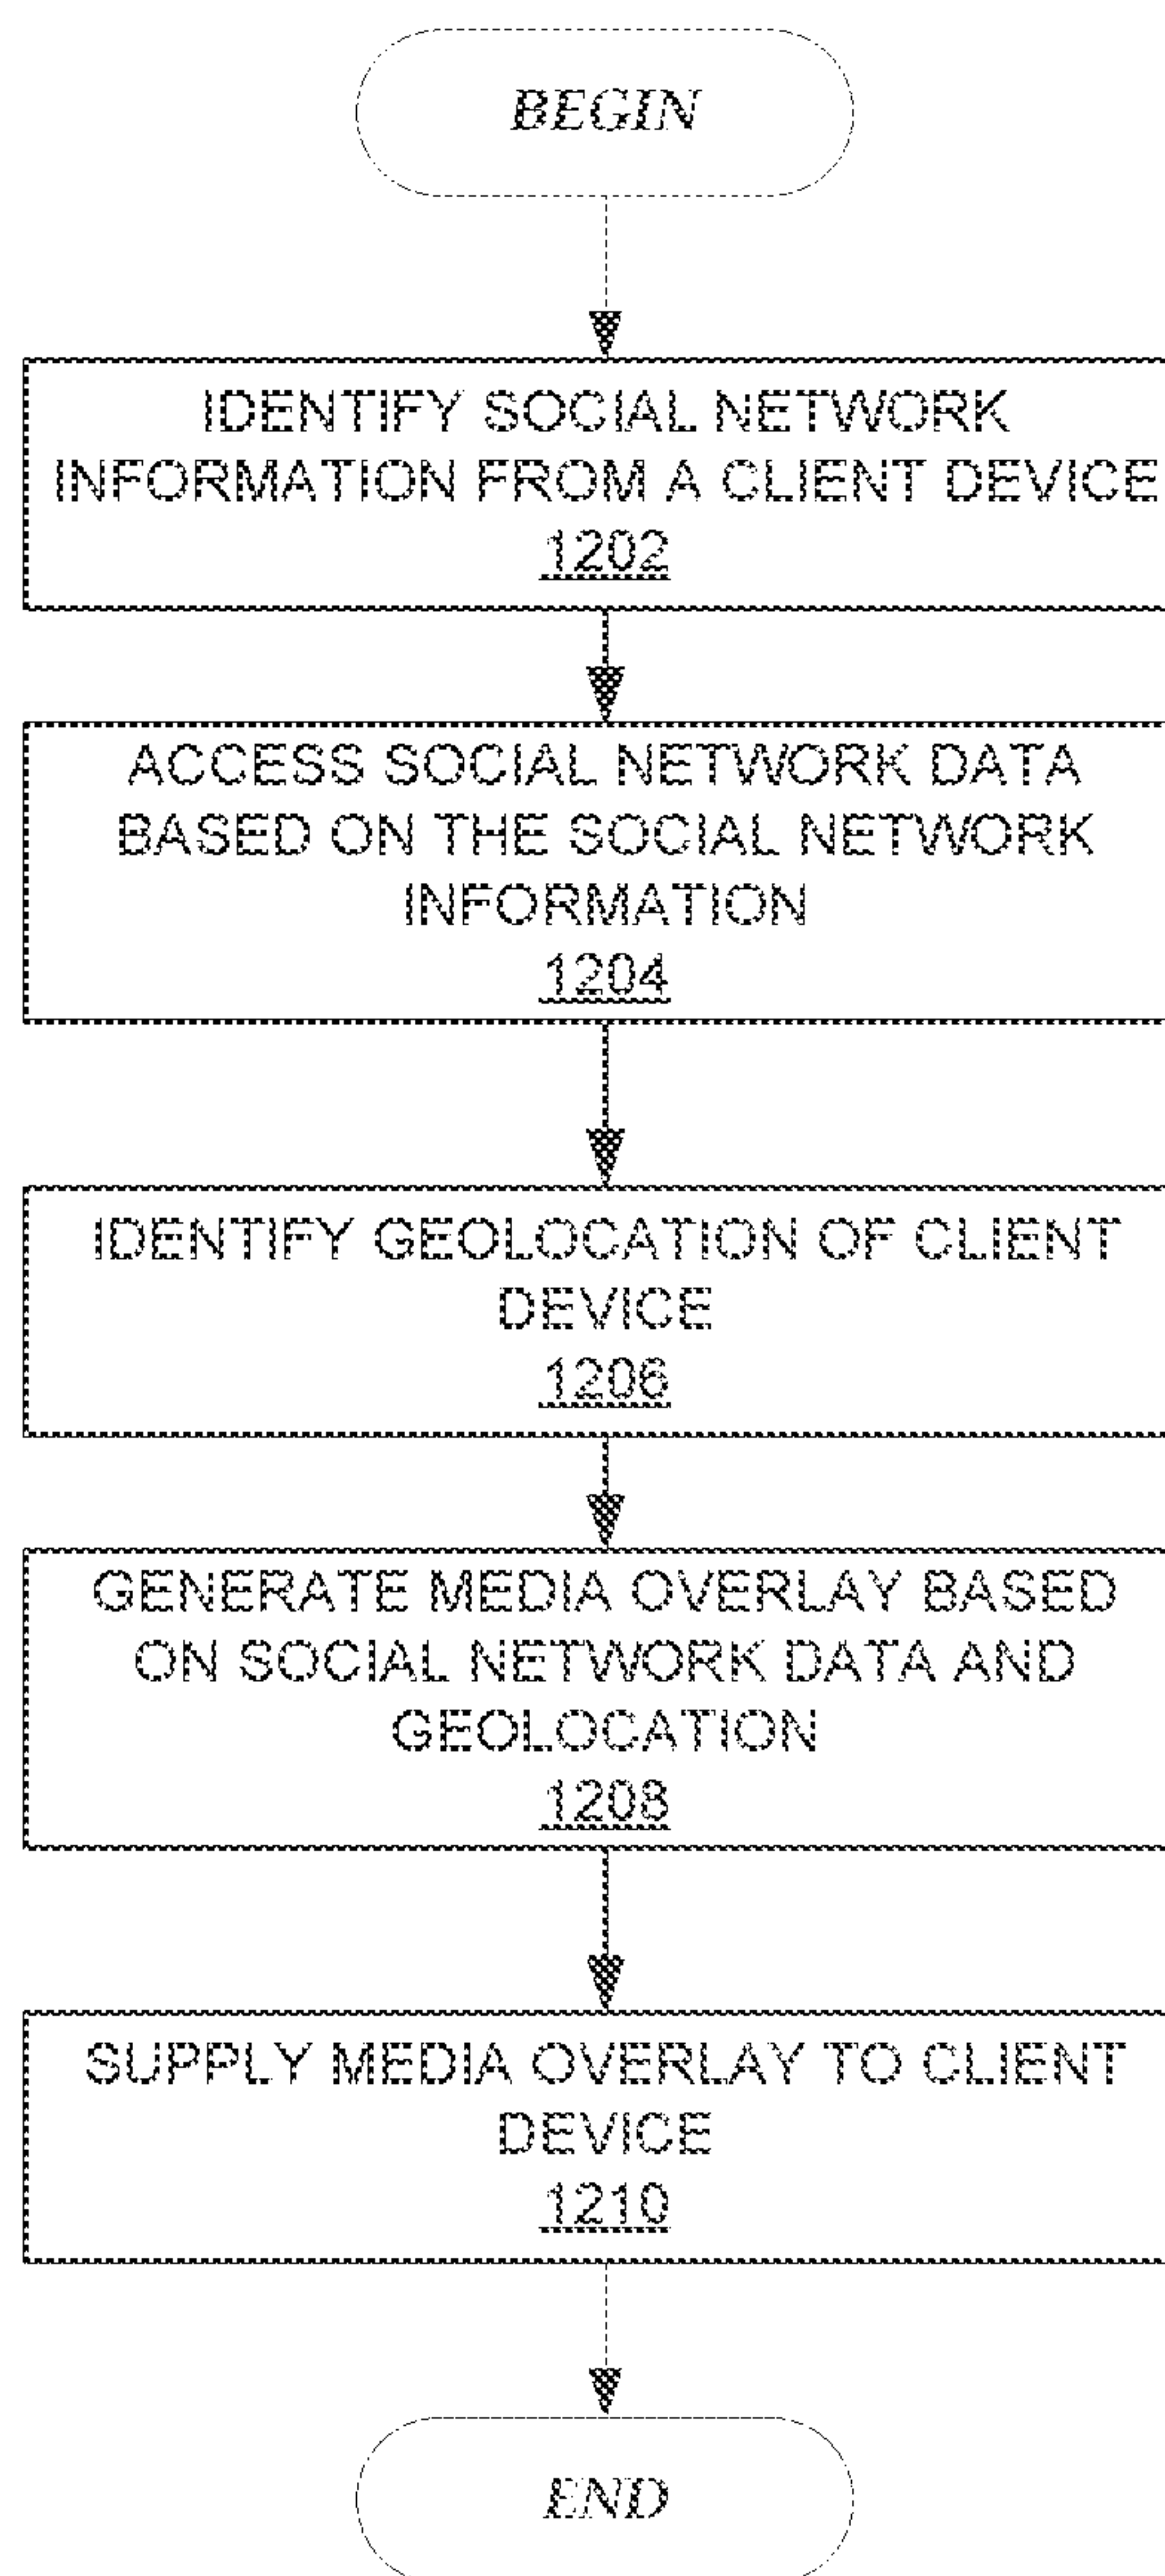 BEGIN
IDENTIFY SOCIAL NETWORK
INFORMATION FROM A CLIENT DEVICE
1202
ACCESS SOCIAL NETWORK DATA
BASED ON THE SOCIAL NETWORK
INFORMATION
1204
IDENTIFY GEOLOCATION OF CLIENT
DEVICE
1206
GENERATE MEDIA OVERLAY BASED
ON SOCIAL NETWORK DATA AND
GEOLOCATION
1208
SUPPLY MEDIA OVERLAY TO CLIENT
DEVICE
1210
END